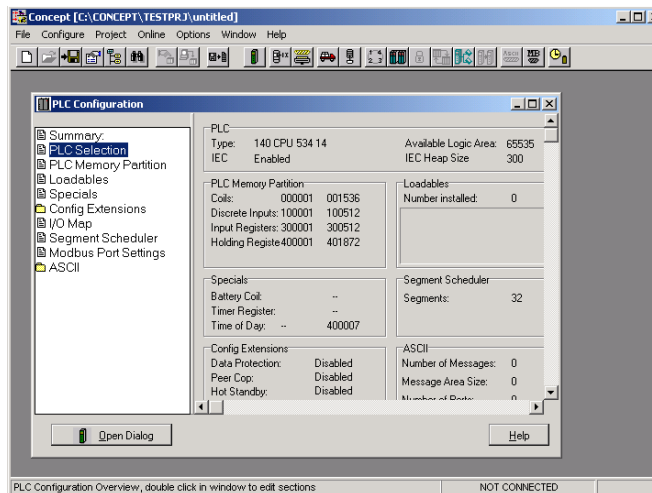 Concept [C:\CONCEPT\TESTPRJ\untitled]
File Configure Project Online Options Window Help
PLC Configuration
Summary:
PLC Selection
PLC Memory Partition
Loadables
Specials
Config Extensions
I/O Map
Segment Scheduler
Modbus Port Settings
ASCII
PLC
Type: 140 CPU 534 14 Available Logic Area: 65535
IEC Enabled IEC Heap Size 300
PLC Memory Partition
Coils: 000001 001536
Discrete Inputs: 100001 100512
Input Registers: 300001 300512
Holding Registe 400001 401872
Loadables
Number installed: 0
Specials
Battery Coil: --
Timer Register: --
Time of Day: -- 400007
Segment Scheduler
Segments: 32
Config Extensions
Data Protection: Disabled
Peer Cop: Disabled
Hot Standby: Disabled
ASCII
Number of Messages: 0
Message Area Size: 0
Number of Ports: 0
Open Dialog
Help
PLC Configuration Overview, double click in window to edit sections
NOT CONNECTED